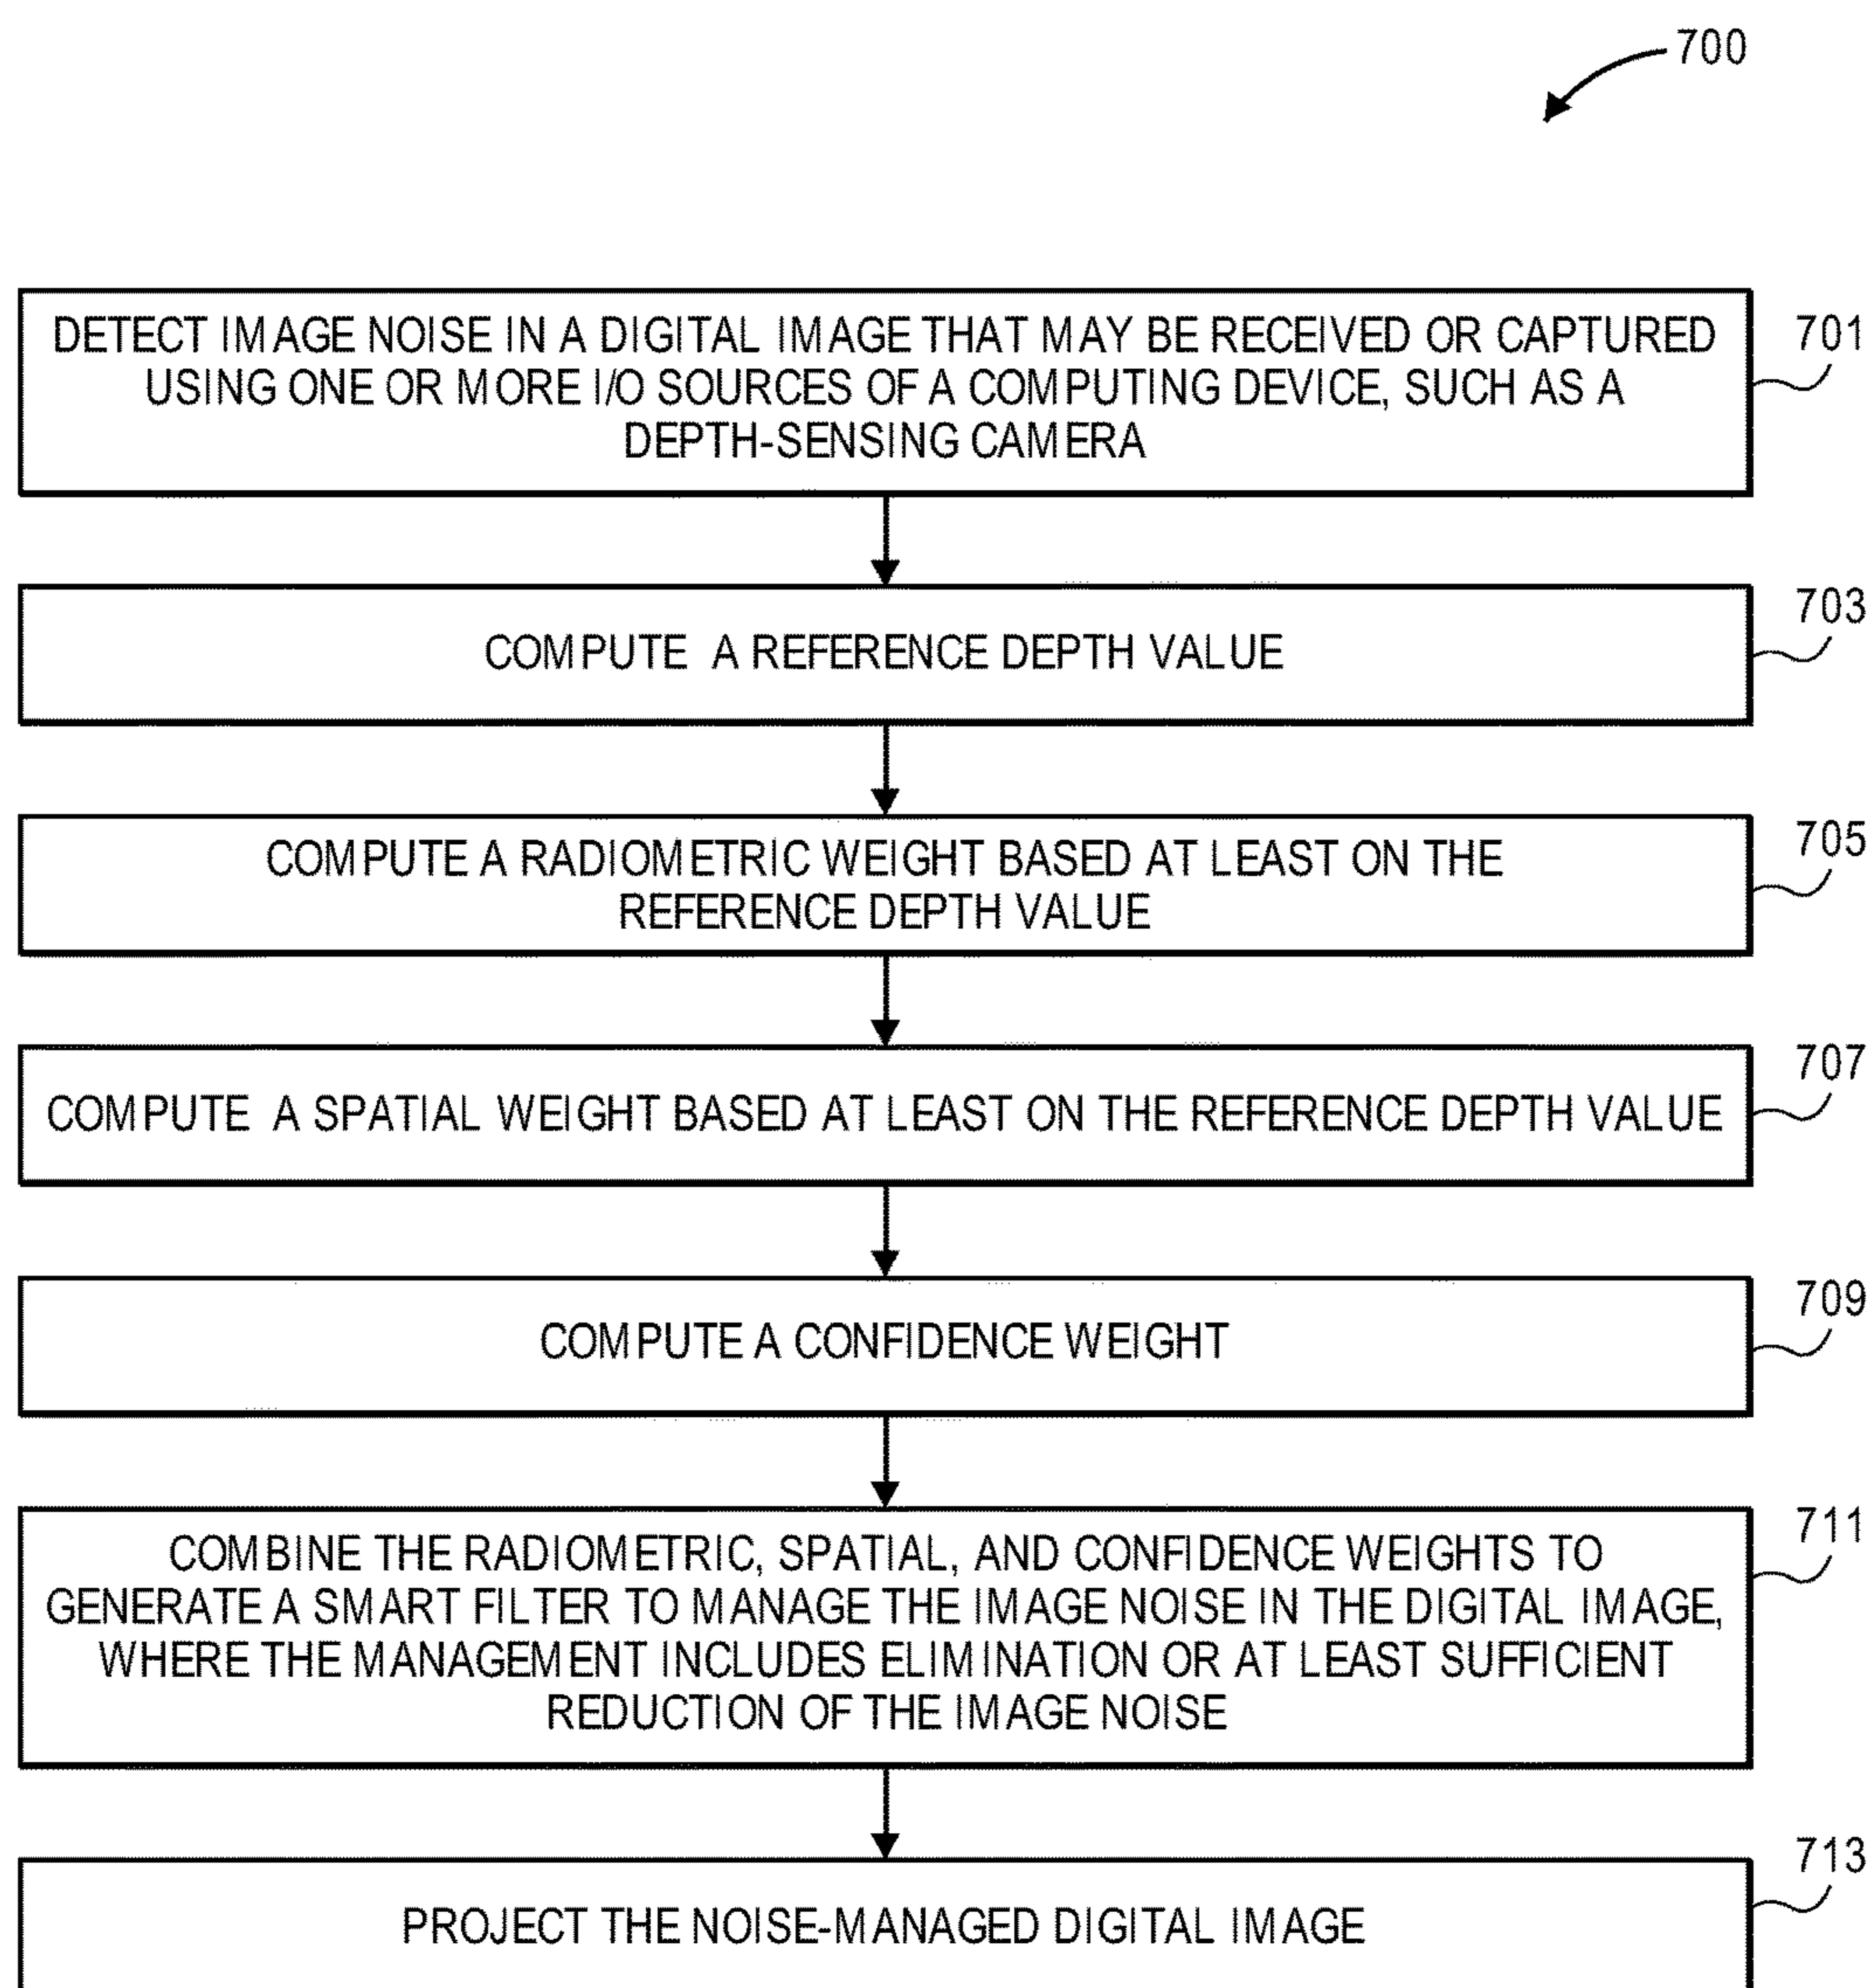 700
DETECT IMAGE NOISE IN A DIGITAL IMAGE THAT MAY BE RECEIVED OR CAPTURED
USING ONE OR MORE I/O SOURCES OF A COMPUTING DEVICE, SUCH AS A
DEPTH-SENSING CAMERA
701
COMPUTE A REFERENCE DEPTH VALUE
703
COMPUTE A RADIOMETRIC WEIGHT BASED AT LEAST ON THE
REFERENCE DEPTH VALUE
705
COMPUTE A SPATIAL WEIGHT BASED AT LEAST ON THE REFERENCE DEPTH VALUE
707
COMPUTE A CONFIDENCE WEIGHT
709
COMBINE THE RADIOMETRIC, SPATIAL, AND CONFIDENCE WEIGHTS TO
GENERATE A SMART FILTER TO MANAGE THE IMAGE NOISE IN THE DIGITAL IMAGE,
WHERE THE MANAGEMENT INCLUDES ELIMINATION OR AT LEAST SUFFICIENT
REDUCTION OF THE IMAGE NOISE
711
PROJECT THE NOISE-MANAGED DIGITAL IMAGE
713